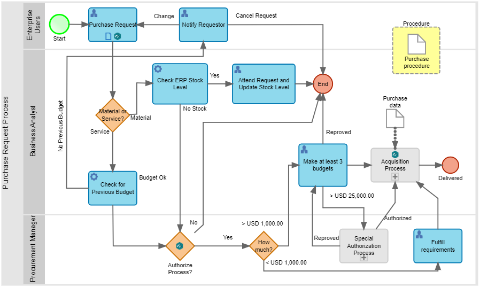 Purchase Request Process
Enterprise
Users
Business Analyst
Procurement Manager
Start
Purchase Request
Change
Notify Requestor
Cancel Request
Procedure
Purchase
procedure
Check ERP Stock
Level
Yes
Attend Request and
Update Stock Level
End
No Stock
Material or
Service?
Material
Service
No Previous Budget
Purchase
data
Reproved
Make at least 3
budgets
Acquisition
Process
Delivered
Check for
Previous Budget
Budget Ok
> USD 25,000.00
Authorized
No
> USD 1,000.00
Yes
Authorize
Process?
How
much?
< USD 1,000.00
Reproved
Special
Authorization
Process
Fulfill
requirements